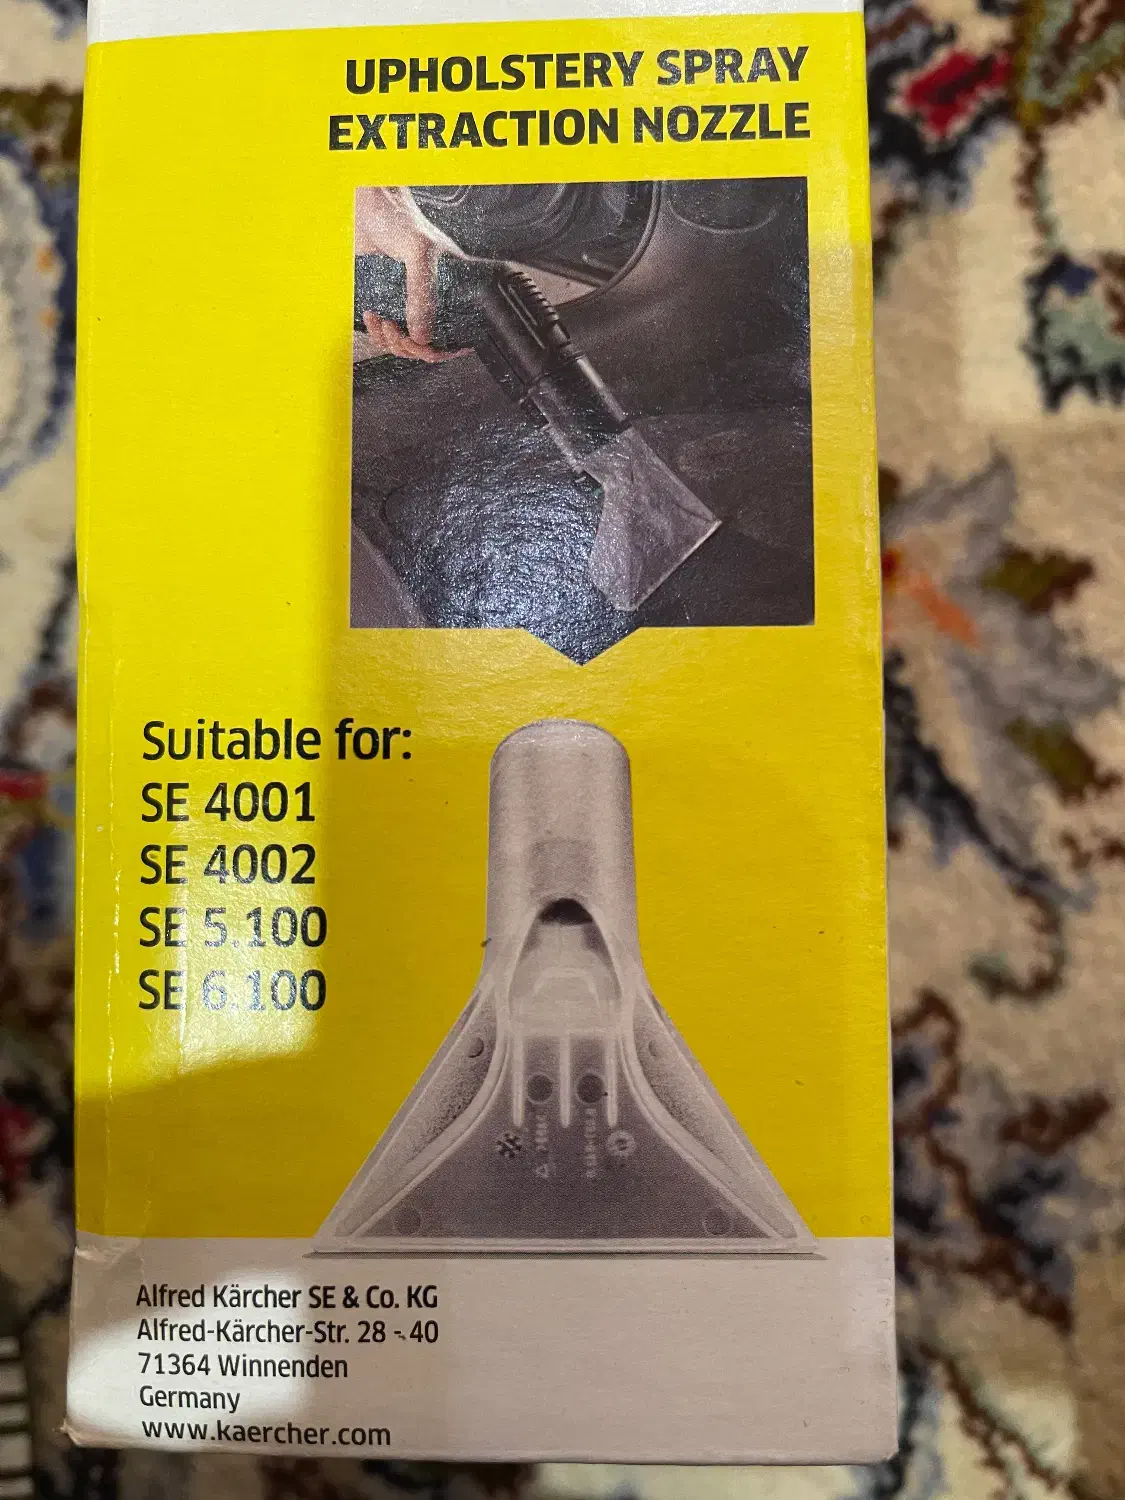 UPHOLSTERY SPRAY
EXTRACTION NOZZLE
Suitable for:
SE 4001
SE 4002
SE 5.100
SE 6.100
Alfred Kärcher SE & Co. KG
Alfred-Kärcher-Str. 28 - 40
71364 Winnenden
Germany
www.kaercher.com